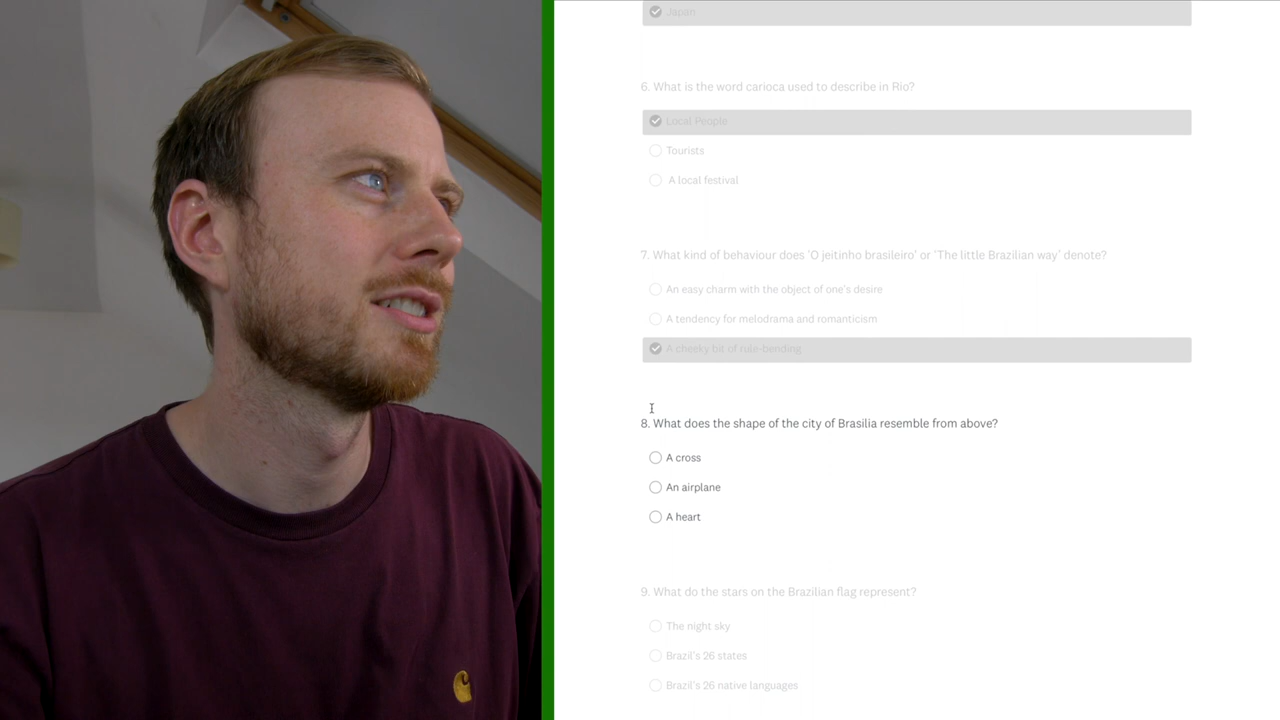 Japan
6. What is the word carioca used to describe in Rio?
Local People
Tourists
A local festival
7. What kind of behaviour does 'O jeitinho brasileiro' or 'The little Brazilian way' denote?
An easy charm with the object of one's desire
A tendency for melodrama and romanticism
A cheeky bit of rule-bending
8. What does the shape of the city of Brasilia resemble from above?
A cross
An airplane
A heart
9. What do the stars on the Brazilian flag represent?
The night sky
Brazil's 26 states
Brazil's 26 native languages